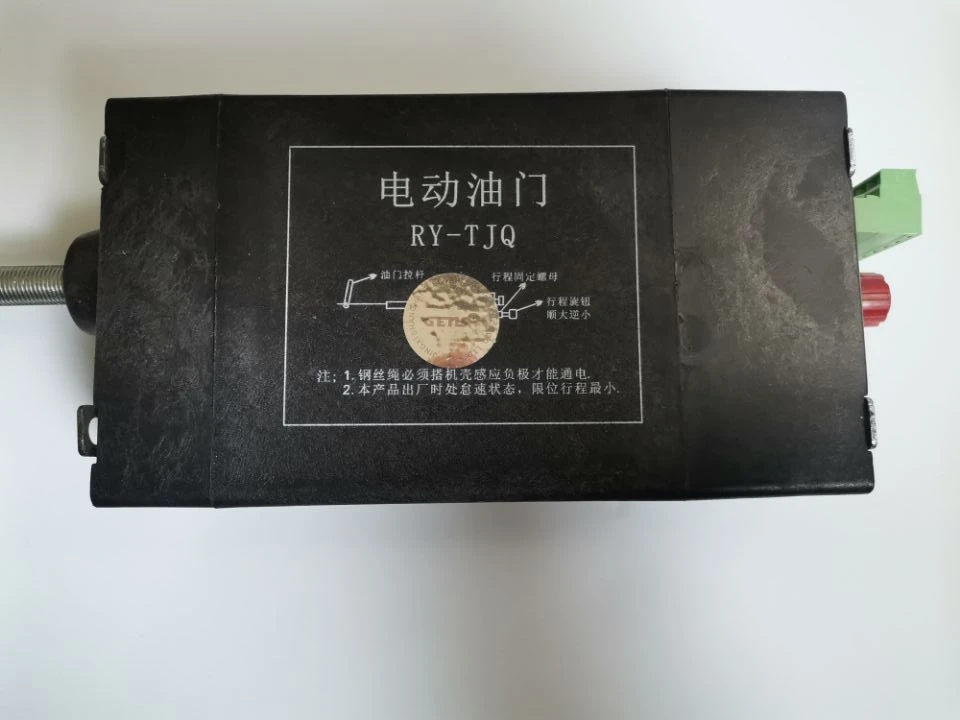 电动油门
RY-TJQ
油门拉杆
行程固定螺母
行程旋钮
顺大逆小
注: 1.钢丝绳必须搭机壳感应负极才能通电.
2.本产品出厂时处怠速状态，限位行程最小.